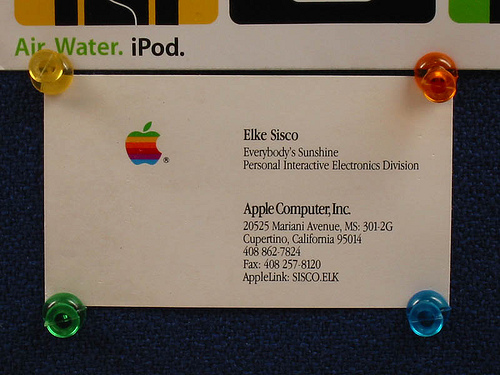 Air. Water. iPod.
Elke Sisco
Everybody's Sunshine
Personal Interactive Electronics Division
Apple Computer, Inc.
20525 Mariani Avenue, MS: 301-2G
Cupertino, California 95014
408 862-7824
Fax: 408 257-8120
AppleLink: SISCO.ELK
®